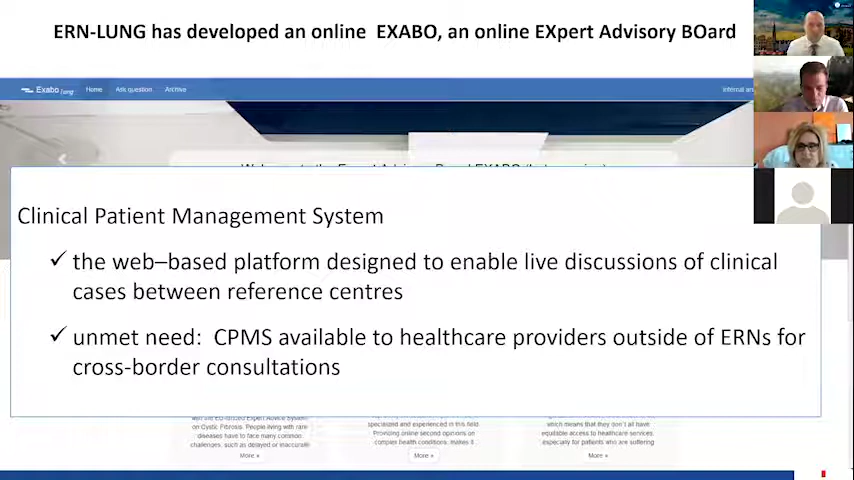 ERN-LUNG has developed an online EXABO, an online EXpert Advisory BOard
Exabo Home Ask question Archive
Clinical Patient Management System
✓ the web–based platform designed to enable live discussions of clinical
cases between reference centres
✓ unmet need: CPMS available to healthcare providers outside of ERNs for
cross-border consultations
on Cystic Fibrosis. People living with rare
diseases have to face many common
challenges, such as delayed or inaccurate
More »
specialized and experienced in this field.
Providing online second opinions on
complex health conditions, makes it
More »
which means that they don't all have
equitable access to healthcare services,
especially for patients who are suffering
More »